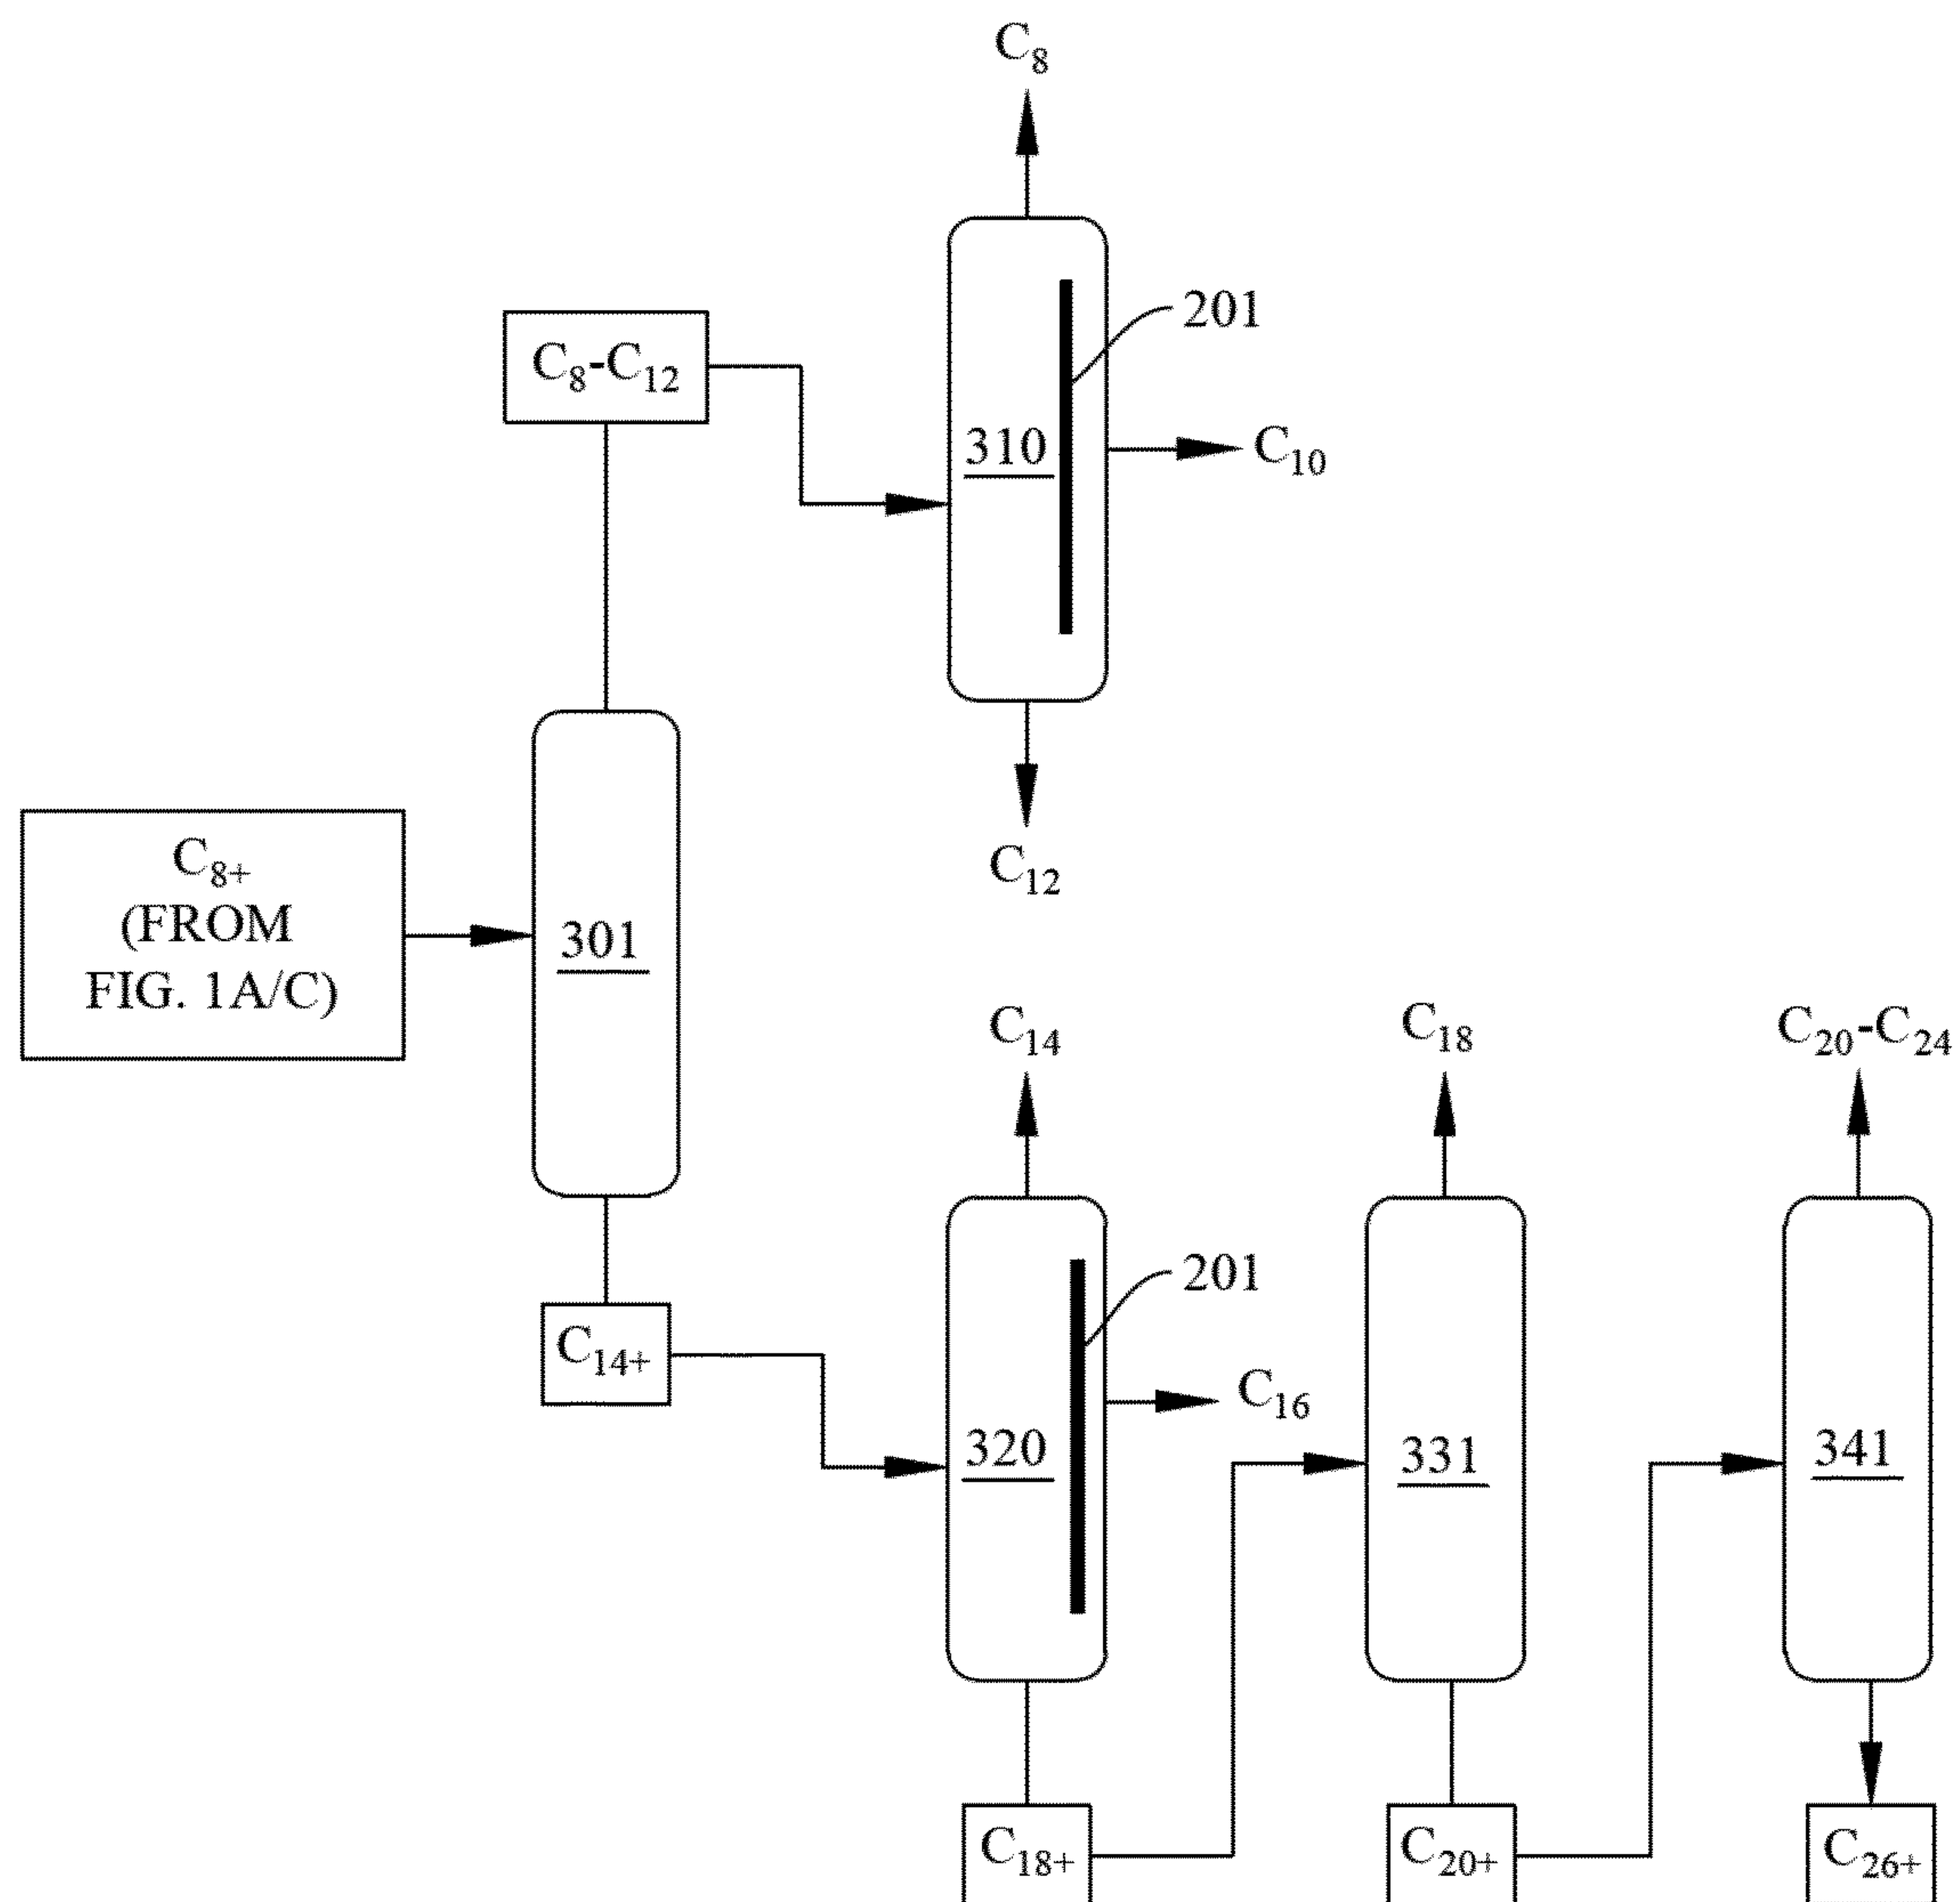 C₈
201
C₈-C₁₂
310
C₁₀
C₁₂
C₈₊
(FROM
FIG. 1A/C)
301
C₁₄
C₁₈
C₂₀-C₂₄
201
C₁₄₊
C₁₆
320
331
341
C₁₈₊
C₂₀₊
C₂₆₊